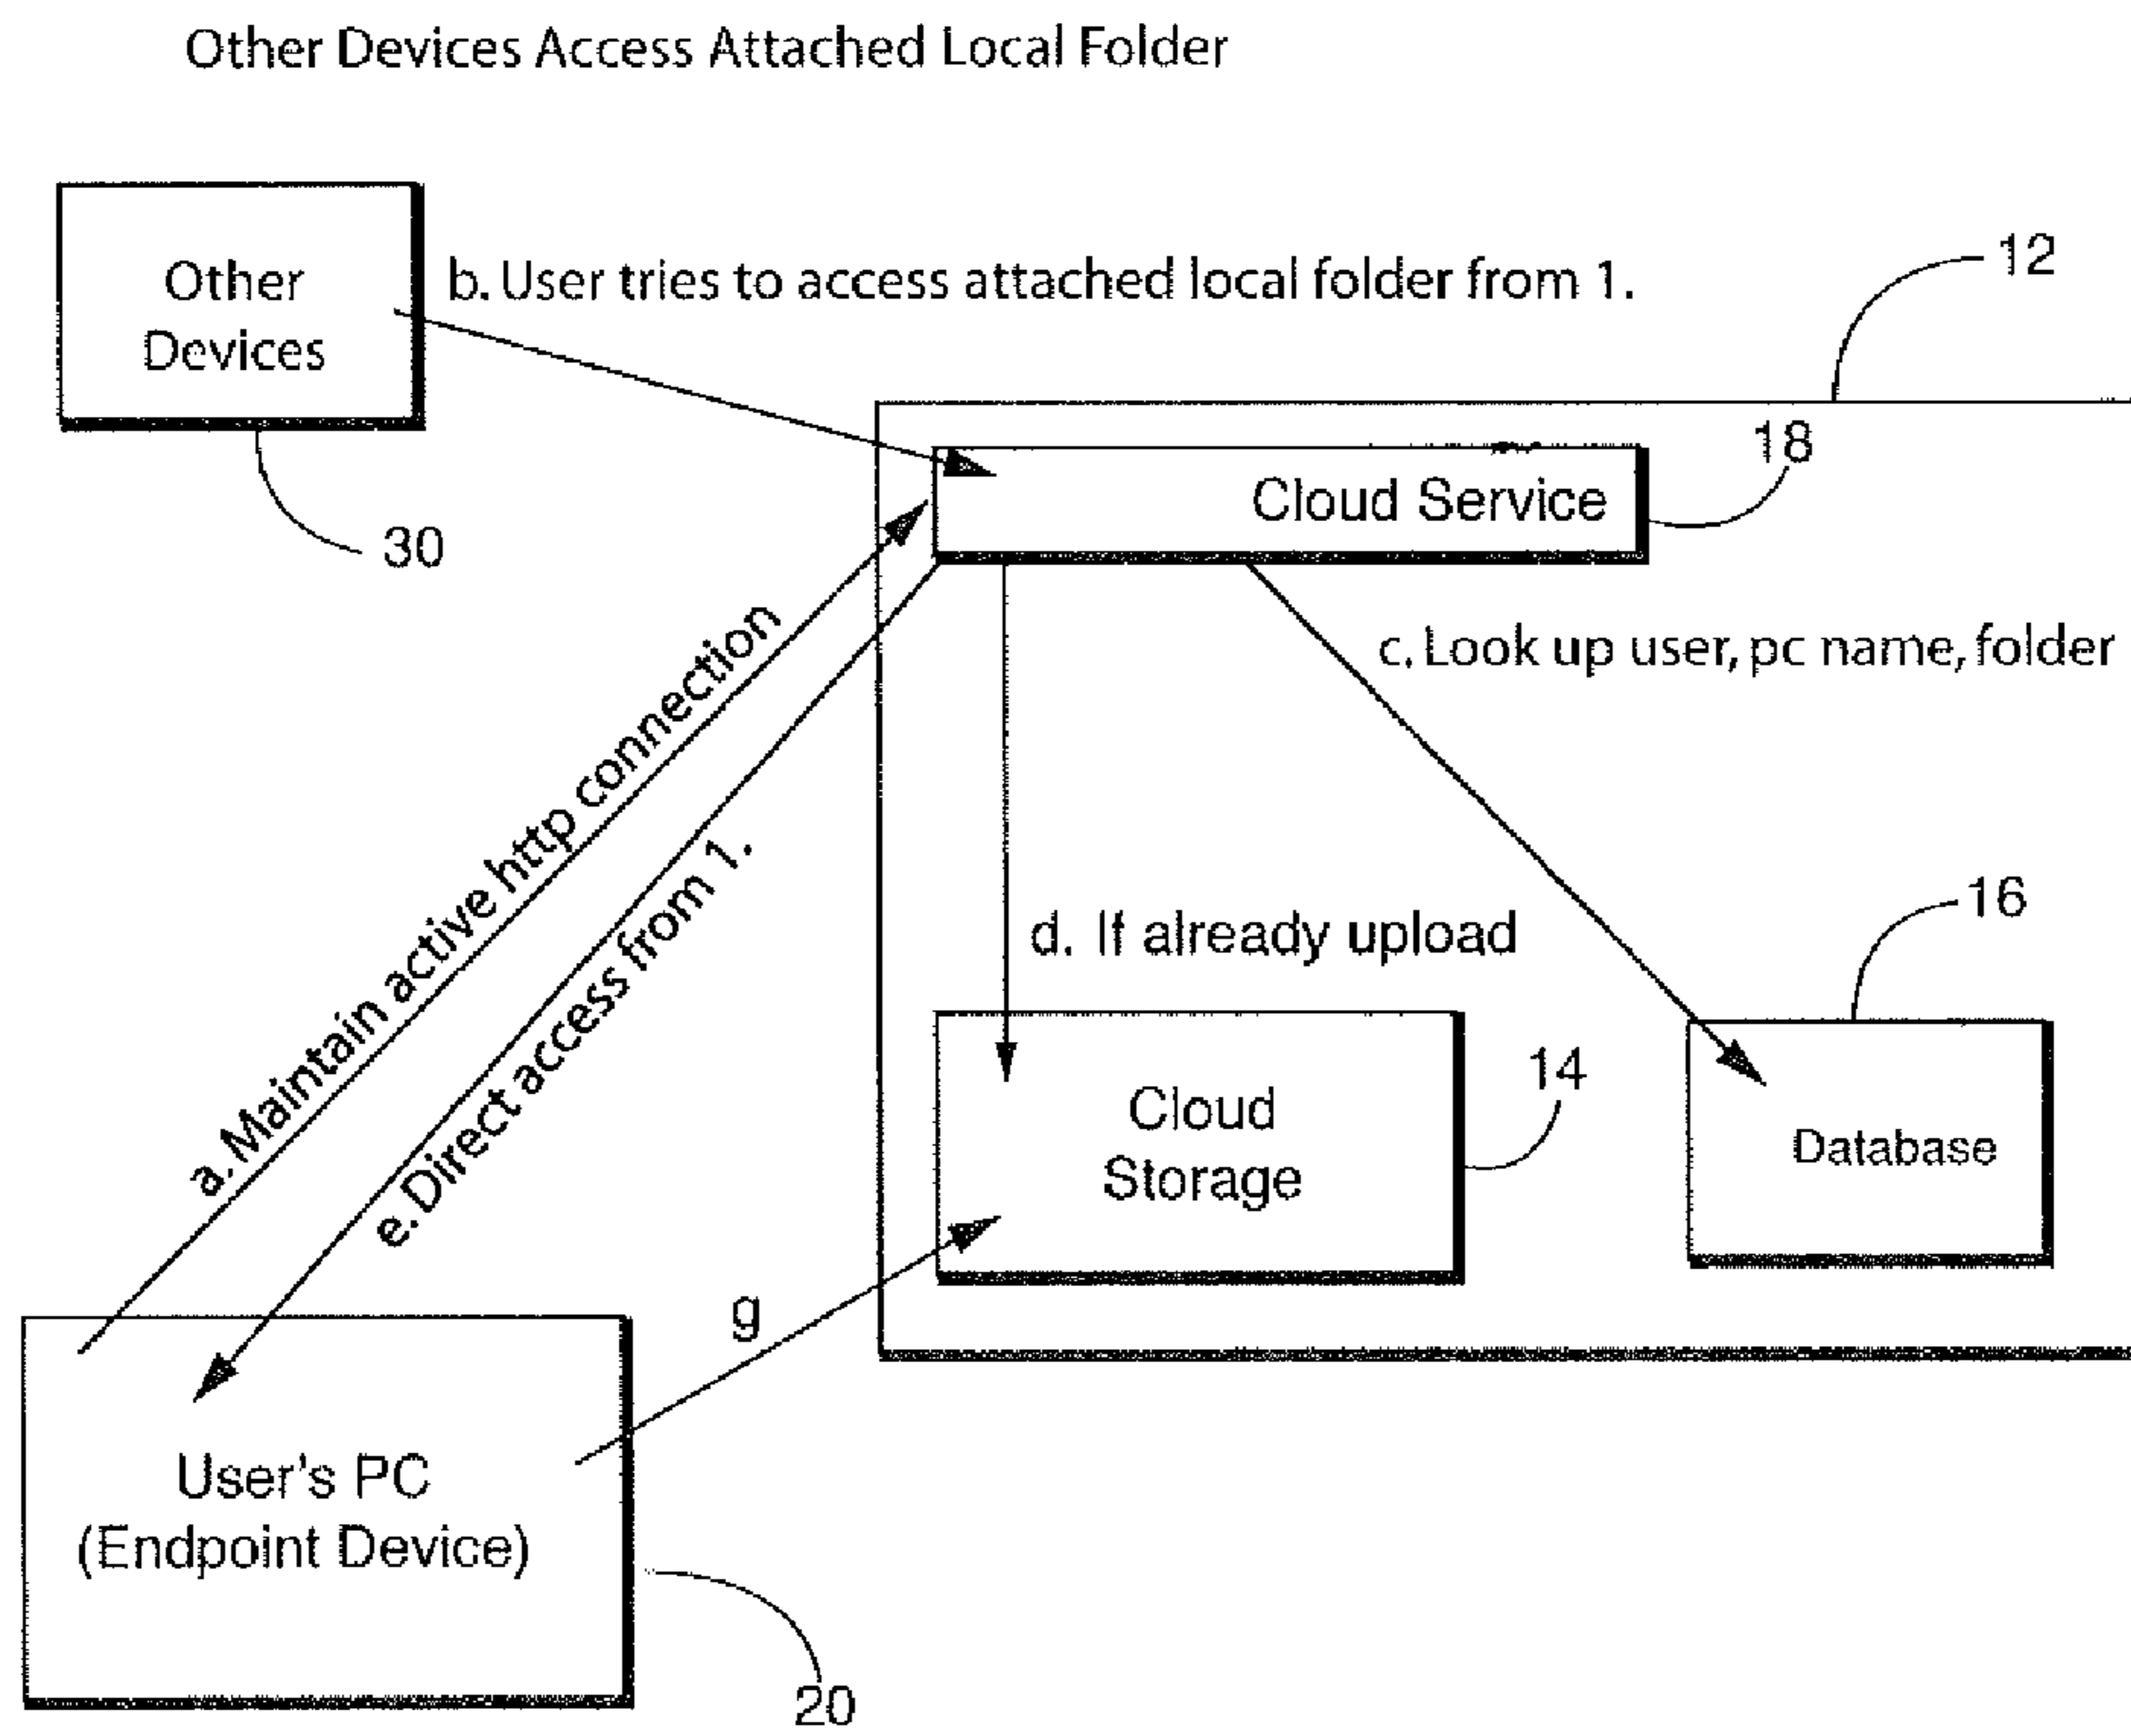 Other Devices Access Attached Local Folder
Other
Devices
b. User tries to access attached local folder from 1.
12
18
Cloud Service
30
a. Maintain active http connection
c. Look up user, pc name, folder
e. Direct access from 1.
d. If already upload
16
14
Cloud
Storage
Database
g
User's PC
(Endpoint Device)
20